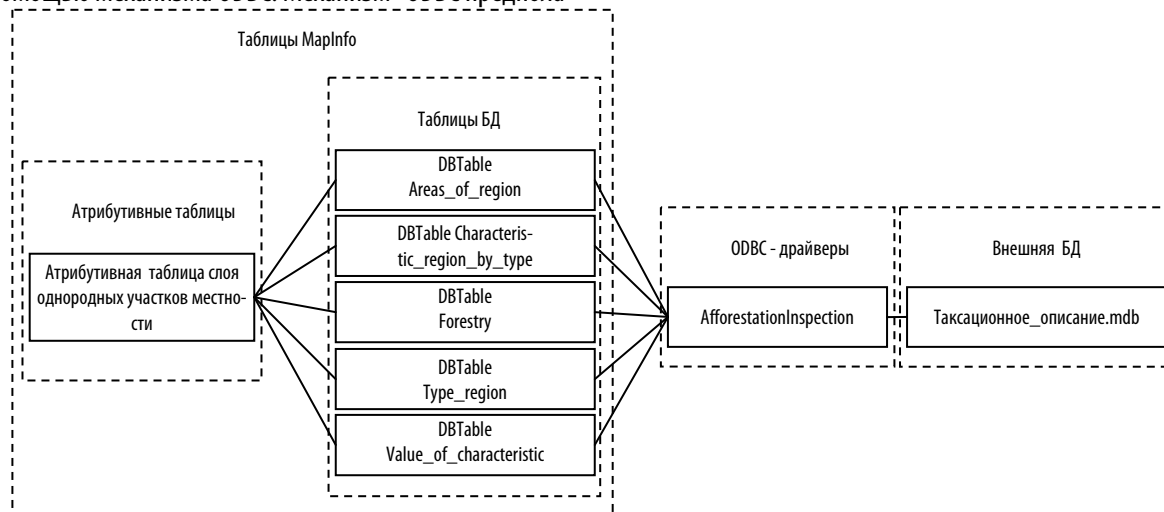 Таблицы MapInfo
Таблицы БД
DBTable
Areas_of_region
Атрибутивные таблицы
DBTable Characteris-
tic_region_by_type
ODBC - драйверы
Внешняя БД
Атрибутивная таблица слоя
однородных участков местно-
сти
DBTable
Forestry
AfforestationInspection
Таксационное_описание.mdb
DBTable
Type_region
DBTable
Value_of_characteristic